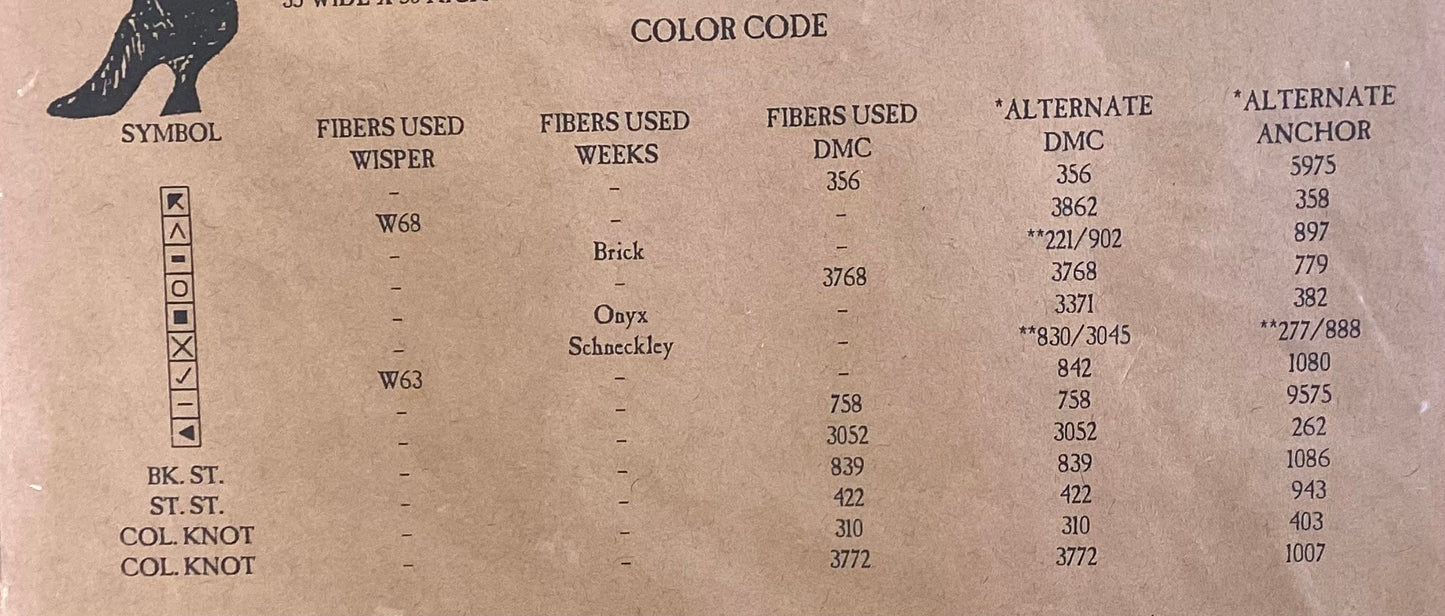 COLOR CODE
SYMBOL FIBERS USED WISPER FIBERS USED WEEKS FIBERS USED DMC *ALTERNATE DMC *ALTERNATE ANCHOR
– – 356 356 5975
W68 – – 3862 358
– Brick – **221/902 897
– – 3768 3768 779
– Onyx – 3371 382
– Schneckley – **830/3045 **277/888
W63 – – 842 1080
– – 758 758 9575
– – 3052 3052 262
BK. ST. – – 839 839 1086
ST. ST. – – 422 422 943
COL. KNOT – – 310 310 403
COL. KNOT – – 3772 3772 1007